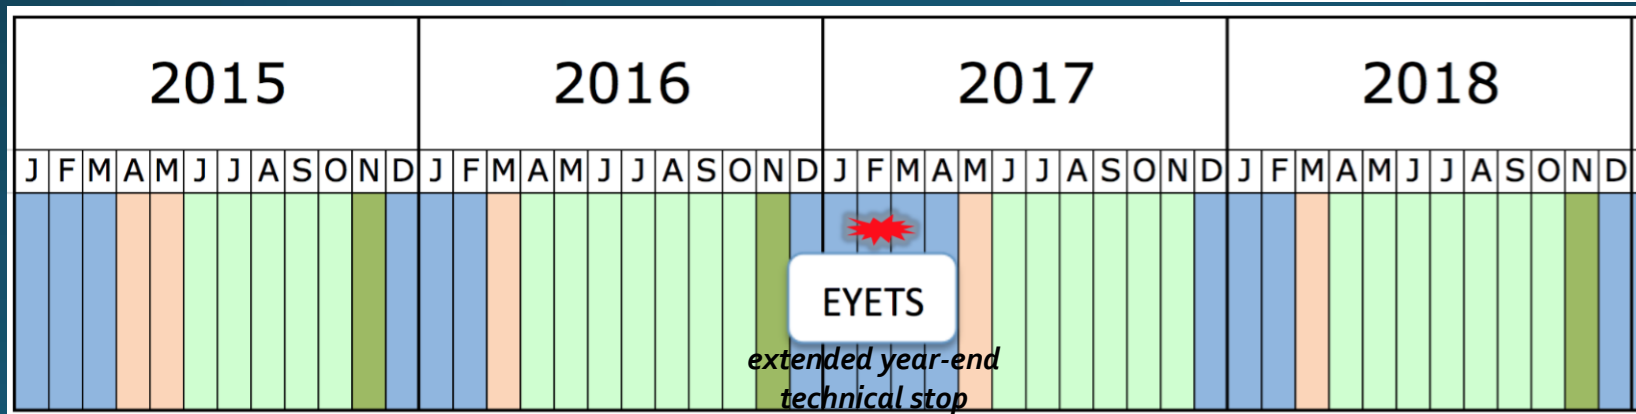 2015 2016 2017 2018
J F M A M J J A S O N D J F M A M J J A S O N D J F M A M J J A S O N D J F M A M J J A S O N D
EYETS
extended year-end
technical stop